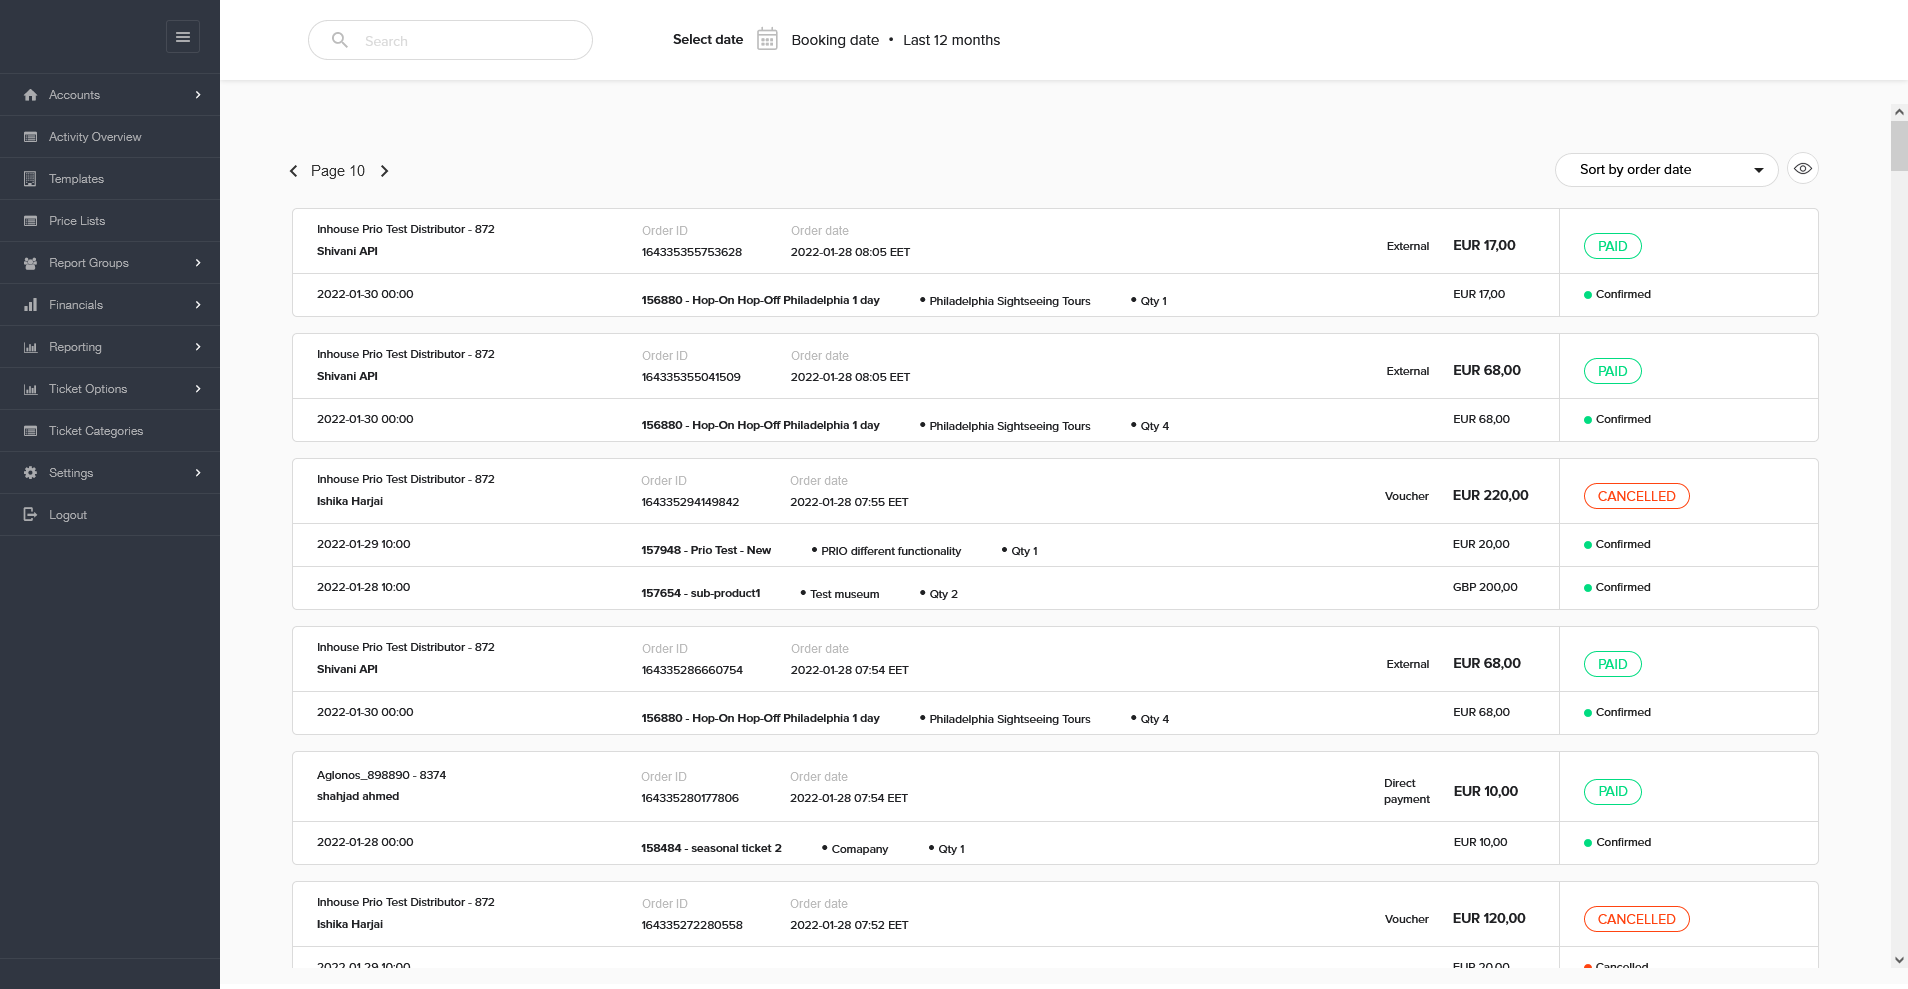 Search
Select date Booking date • Last 12 months
Accounts
Activity Overview
Templates
Price Lists
Report Groups
Financials
Reporting
Ticket Options
Ticket Categories
Settings
Logout
Page 10
Sort by order date
Inhouse Prio Test Distributor - 872 Order ID Order date
Shivani API 164335355753628 2022-01-28 08:05 EET External EUR 17,00 PAID
2022-01-30 00:00 156880 - Hop-On Hop-Off Philadelphia 1 day • Philadelphia Sightseeing Tours • Qty 1 EUR 17,00 Confirmed
Inhouse Prio Test Distributor - 872 Order ID Order date
Shivani API 164335355041509 2022-01-28 08:05 EET External EUR 68,00 PAID
2022-01-30 00:00 156880 - Hop-On Hop-Off Philadelphia 1 day • Philadelphia Sightseeing Tours • Qty 4 EUR 68,00 Confirmed
Inhouse Prio Test Distributor - 872 Order ID Order date
Ishika Harjai 164335294149842 2022-01-28 07:55 EET Voucher EUR 220,00 CANCELLED
2022-01-29 10:00 157948 - Prio Test - New • PRIO different functionality • Qty 1 EUR 20,00 Confirmed
2022-01-28 10:00 157654 - sub-product1 • Test museum • Qty 2 GBP 200,00 Confirmed
Inhouse Prio Test Distributor - 872 Order ID Order date
Shivani API 164335286660754 2022-01-28 07:54 EET External EUR 68,00 PAID
2022-01-30 00:00 156880 - Hop-On Hop-Off Philadelphia 1 day • Philadelphia Sightseeing Tours • Qty 4 EUR 68,00 Confirmed
Aglonos_898890 - 8374 Order ID Order date
shahjad ahmed 164335280177806 2022-01-28 07:54 EET Direct payment EUR 10,00 PAID
2022-01-28 00:00 158484 - seasonal ticket 2 • Comapany • Qty 1 EUR 10,00 Confirmed
Inhouse Prio Test Distributor - 872 Order ID Order date
Ishika Harjai 164335272280558 2022-01-28 07:52 EET Voucher EUR 120,00 CANCELLED
2022-01-29 10:00 EUR 20,00 Cancelled